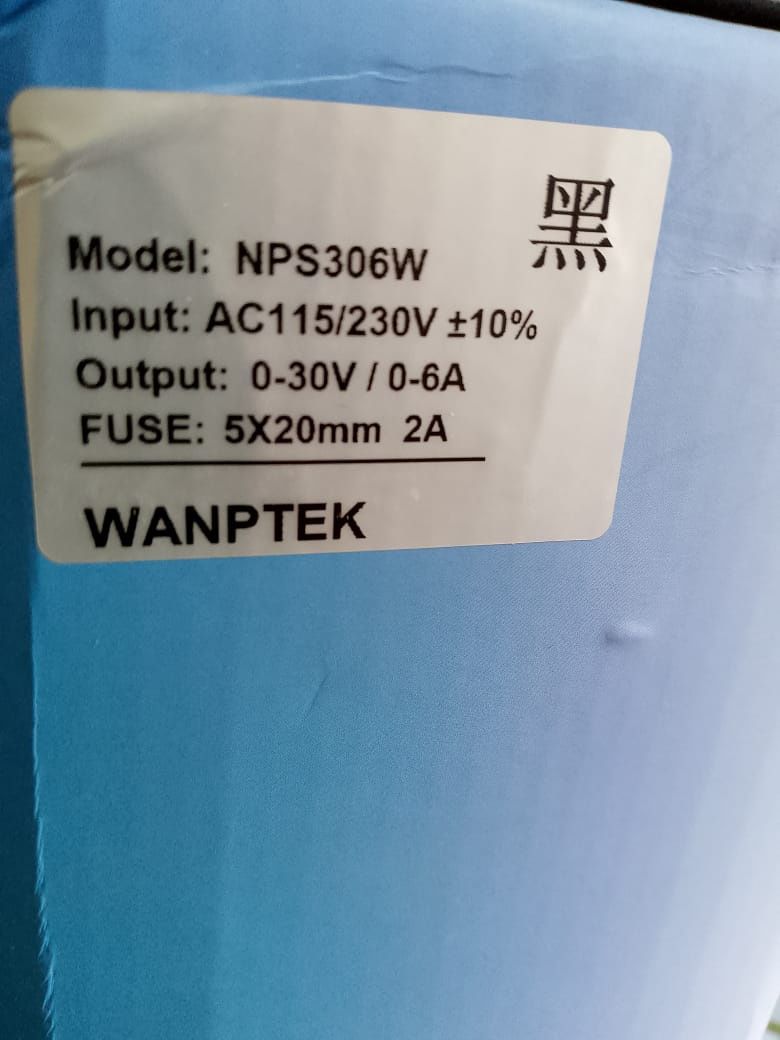 黑
Model: NPS306W
Input: AC115/230V ±10%
Output: 0-30V / 0-6A
FUSE: 5X20mm 2A
WANPTEK